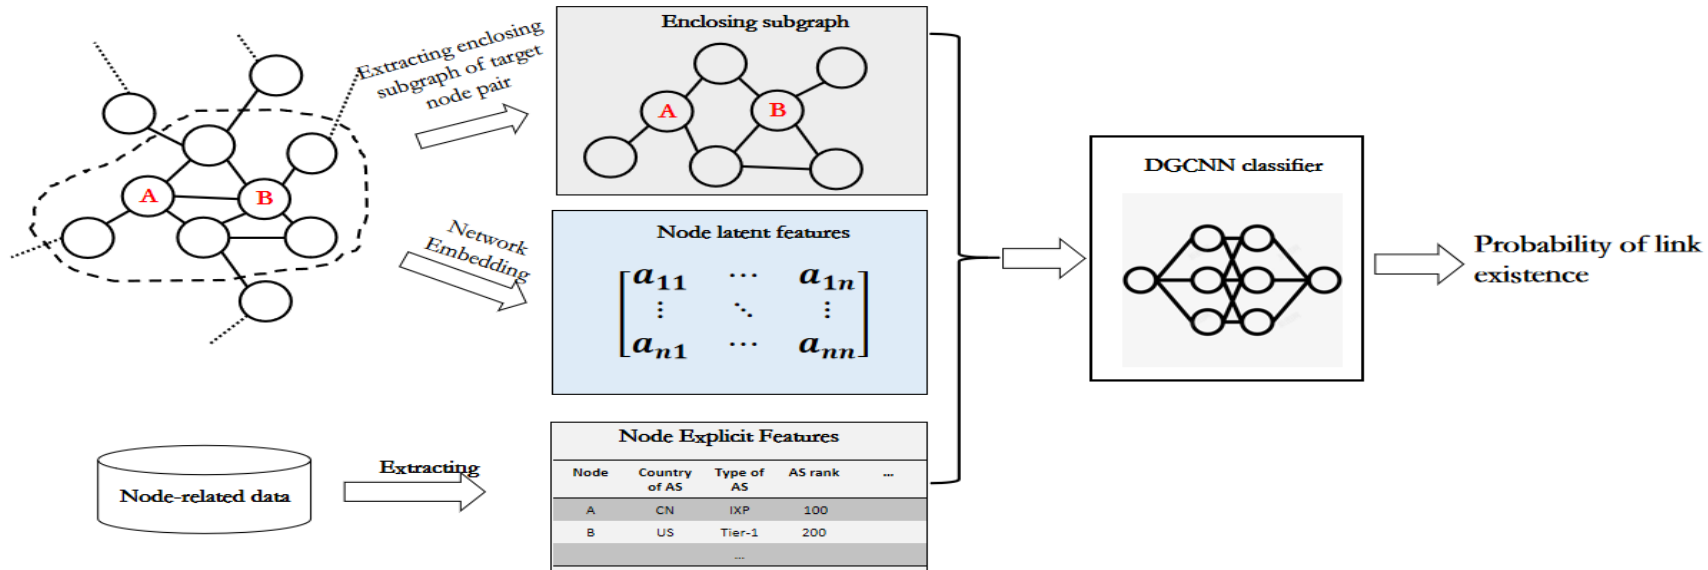 Extracting enclosing
subgraph of target
node pair
A
B
Network
Embedding
Enclosing subgraph
A
B
Node latent features
a11 ... a1n
⋮ ⋱ ⋮
an1 ... ann
Node-related data
Extracting
Node Explicit Features
Node Country of AS Type of AS AS rank ...
A CN IXP 100
B US Tier-1 200
...
DGCNN classifier
Probability of link
existence